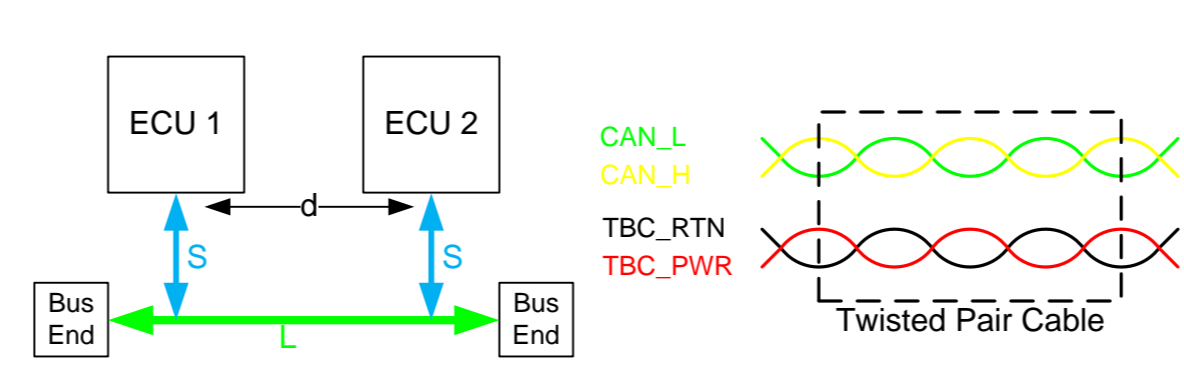 ECU 1
ECU 2
d
S
S
Bus
End
L
Bus
End
CAN_L
CAN_H
TBC_RTN
TBC_PWR
Twisted Pair Cable